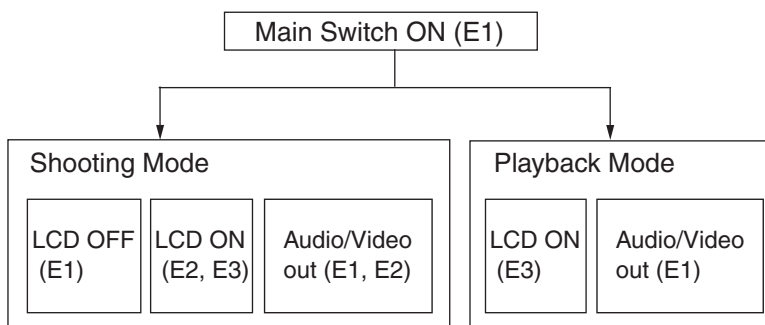 Main Switch ON (E1)
Shooting Mode
LCD OFF
(E1)
LCD ON
(E2, E3)
Audio/Video
out (E1, E2)
Playback Mode
LCD ON
(E3)
Audio/Video
out (E1)